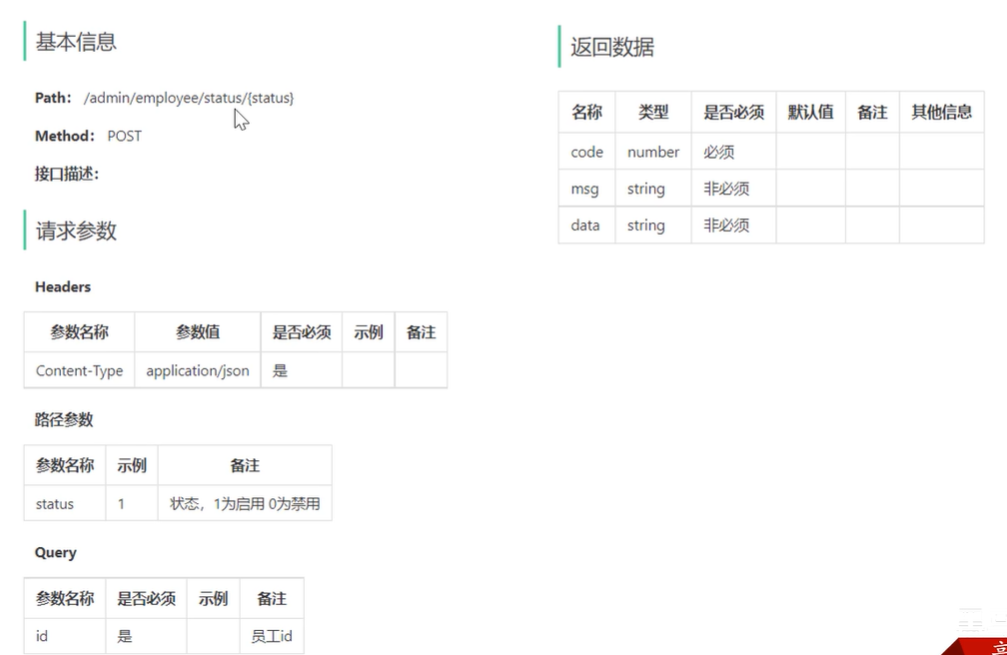 基本信息
Path： /admin/employee/status/{status}
Method： POST
接口描述：
请求参数
Headers
参数名称 参数值 是否必须 示例 备注
Content-Type application/json 是
路径参数
参数名称 示例 备注
status 1 状态，1为启用 0为禁用
Query
参数名称 是否必须 示例 备注
id 是 员工id
返回数据
名称 类型 是否必须 默认值 备注 其他信息
code number 必须
msg string 非必须
data string 非必须